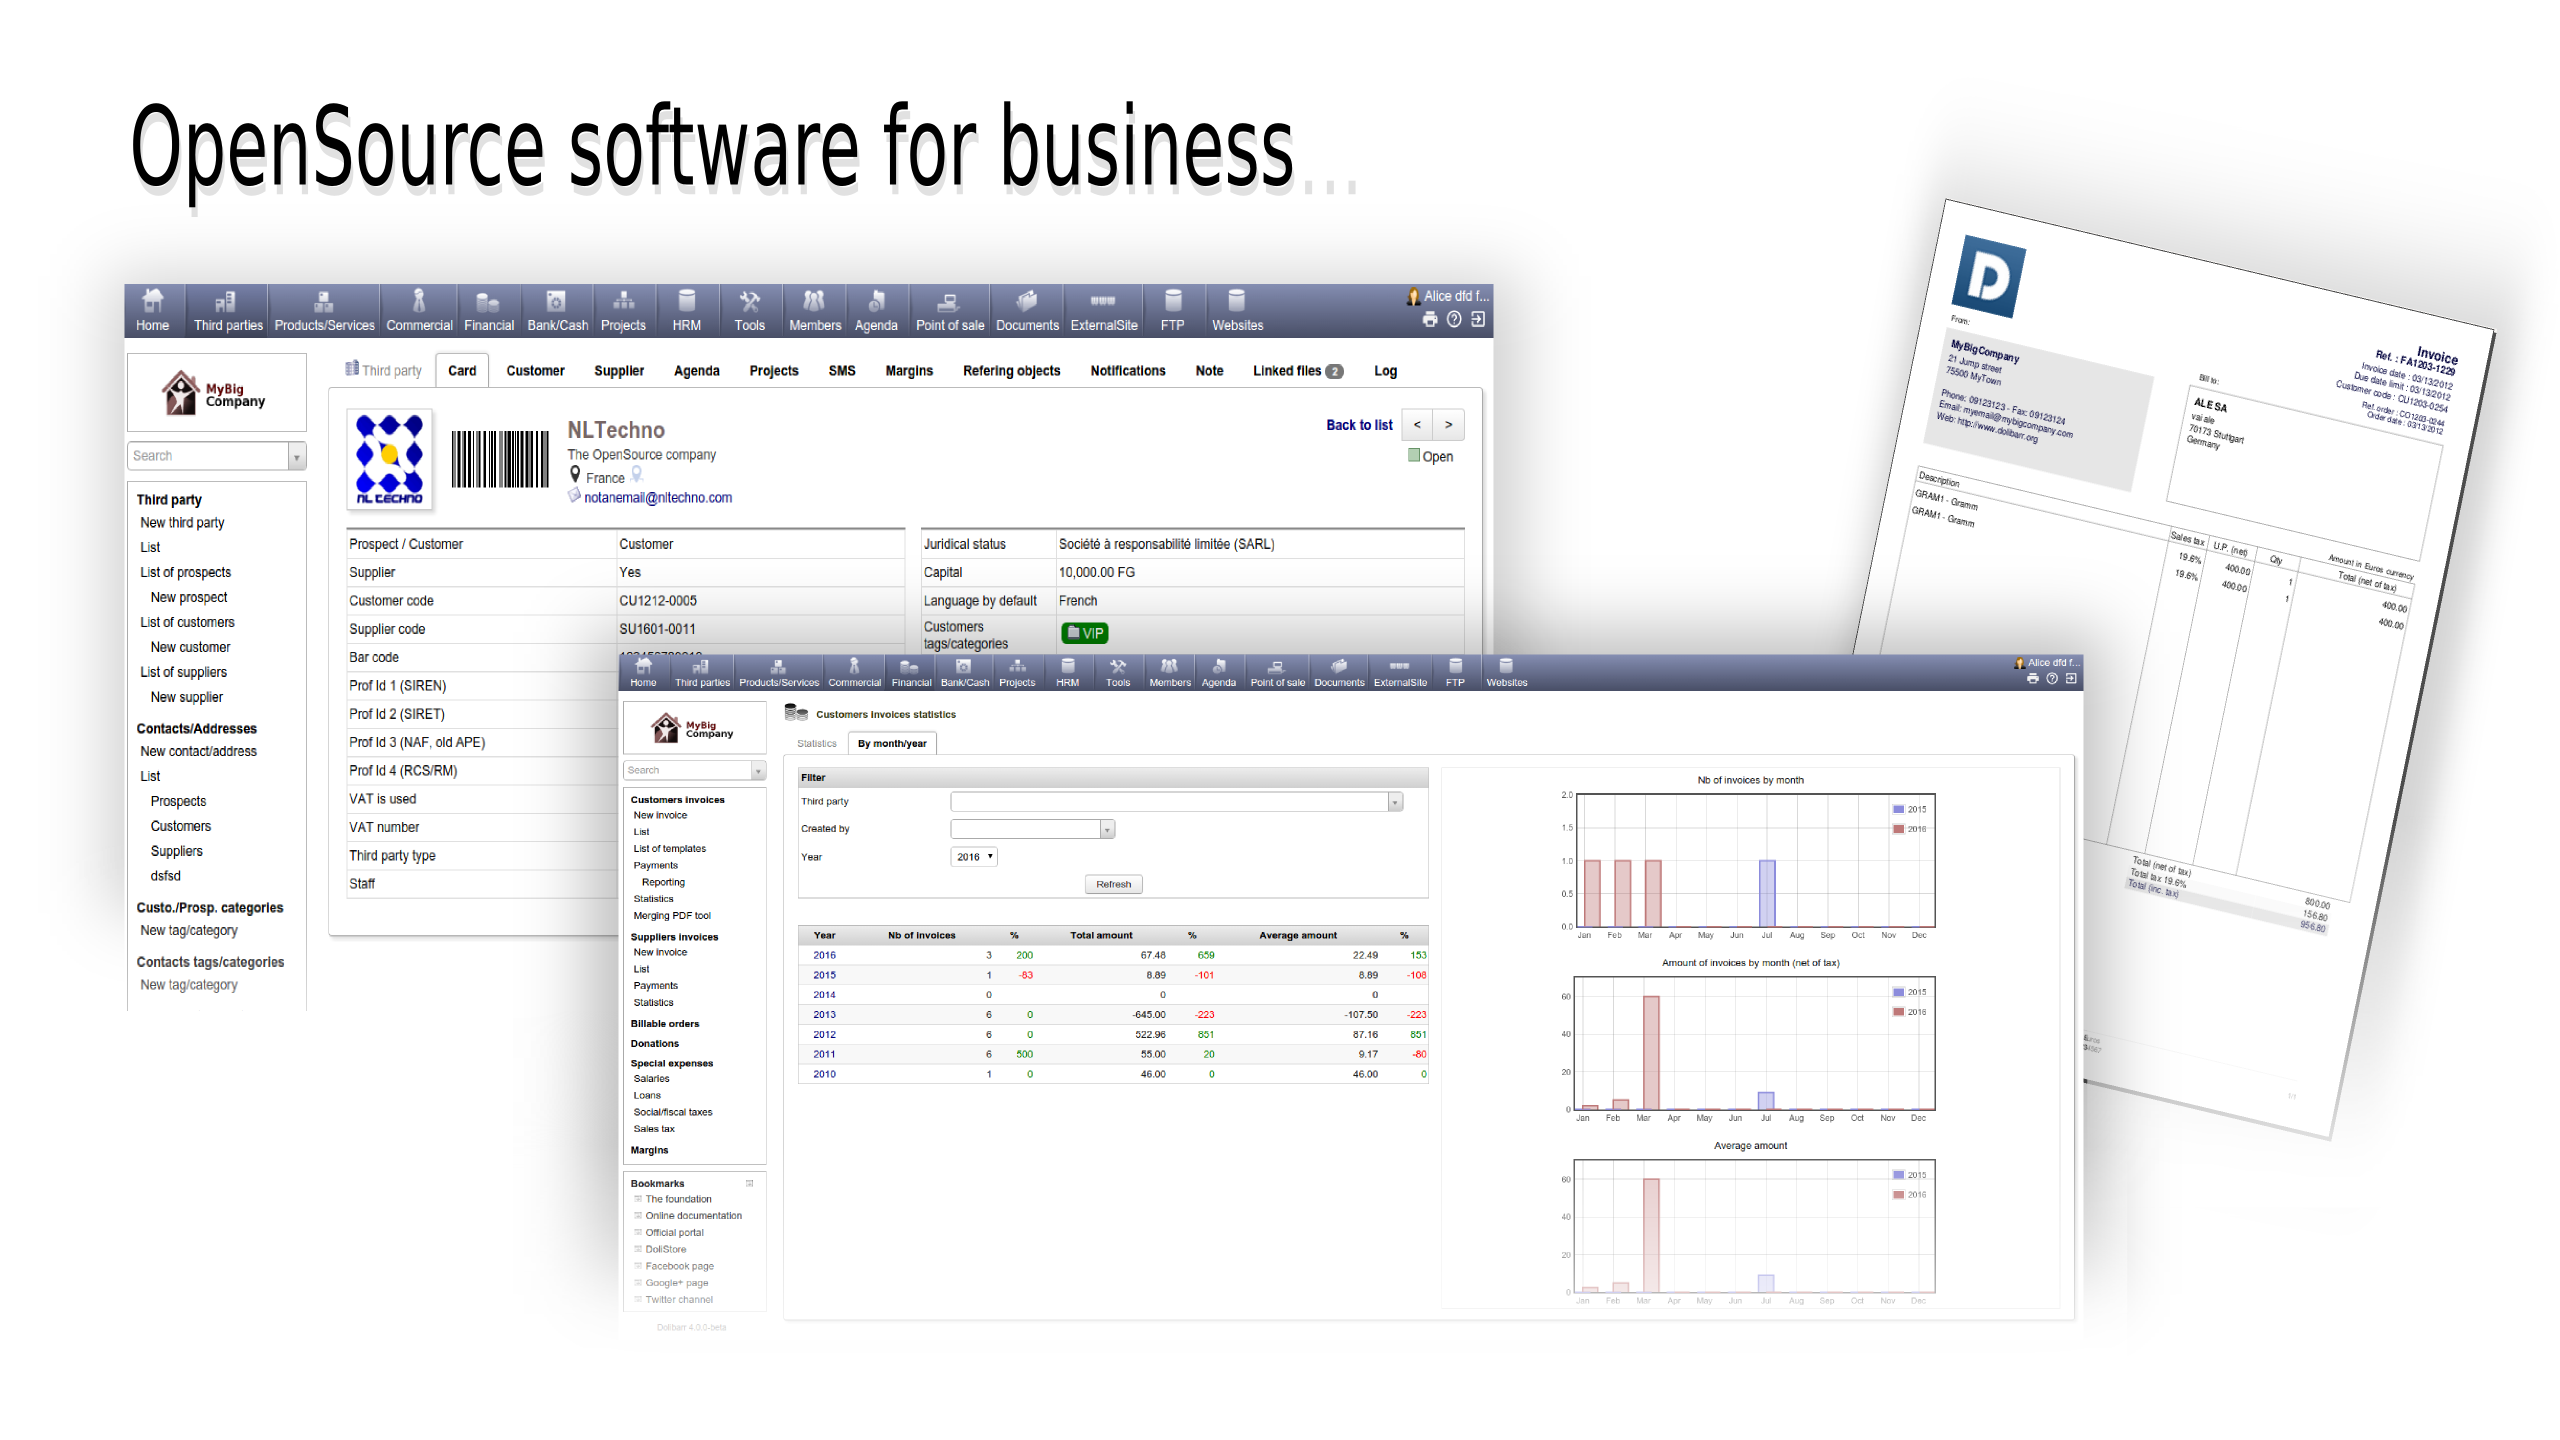 OpenSource software for business...
Home Third parties Products/Services Commercial Financial Bank/Cash Projects HRM Tools Members Agenda Point of sale Documents ExternalSite FTP Websites
Alice dfd f...
MyBig
Company
Search
Third party
New third party
List
List of prospects
New prospect
List of customers
New customer
List of suppliers
New supplier
Contacts/Addresses
New contact/address
List
Prospects
Customers
Suppliers
dsfsd
Custo./Prosp. categories
New tag/category
Contacts tags/categories
New tag/category
Third party Card Customer Supplier Agenda Projects SMS Margins Refering objects Notifications Note Linked files 2 Log
NL TECHNO
NLTechno
The OpenSource company
France
notanemail@nltechno.com
Back to list < >
Open
Prospect / Customer Customer
Supplier Yes
Customer code CU1212-0005
Supplier code SU1601-0011
Bar code
Prof Id 1 (SIREN)
Prof Id 2 (SIRET)
Prof Id 3 (NAF, old APE)
Prof Id 4 (RCS/RM)
VAT is used
VAT number
Third party type
Staff
Juridical status Société à responsabilité limitée (SARL)
Capital 10,000.00 FG
Language by default French
Customers
tags/categories VIP
Home Third parties Products/Services Commercial Financial Bank/Cash Projects HRM Tools Members Agenda Point of sale Documents ExternalSite FTP Websites
Alice dfd f...
MyBig
Company
Search
Customers invoices
New invoice
List
List of templates
Payments
Reporting
Statistics
Merging PDF tool
Suppliers invoices
New invoice
List
Payments
Statistics
Billable orders
Donations
Special expenses
Salaries
Loans
Social/fiscal taxes
Sales tax
Margins
Bookmarks
The foundation
Online documentation
Official portal
DoliStore
Facebook page
Google+ page
Twitter channel
Dolibarr 4.0.0-beta
Customers invoices statistics
Statistics By month/year
Filter
Third party
Created by
Year 2016
Refresh
Year Nb of invoices % Total amount % Average amount %
2016 3 200 67.48 659 22.49 153
2015 1 -83 8.89 -101 8.89 -108
2014 0 0 0
2013 6 0 -645.00 -223 -107.50 -223
2012 6 0 522.96 851 87.16 851
2011 6 500 55.00 20 9.17 -80
2010 1 0 46.00 0 46.00 0
Nb of invoices by month
2.0
1.5
1.0
0.5
0.0
2015
2016
Jan Feb Mar Apr May Jun Jul Aug Sep Oct Nov Dec
Amount of invoices by month (net of tax)
60
40
20
0
2015
2016
Jan Feb Mar Apr May Jun Jul Aug Sep Oct Nov Dec
Average amount
60
40
20
0
2015
2016
Jan Feb Mar Apr May Jun Jul Aug Sep Oct Nov Dec
D
Invoice
Ref. : FA1203-1229
Invoice date : 03/13/2012
Due date limit : 03/13/2012
Customer code : CU1203-0254
Ref. order : CO1203-0244
Order date : 03/13/2012
From:
MyBigCompany
21 Jump street
75500 MyTown
Phone: 09123123 - Fax: 09123124
Email: myemail@mybigcompany.com
Web: http://www.dolibarr.org
Bill to:
ALE SA
vai ale
70173 Stuttgart
Germany
Amount in Euros currency
Description Sales tax U.P. (net) Qty Total (net of tax)
GRAM1 - Gramm 19.6% 400.00 1 400.00
GRAM1 - Gramm 19.6% 400.00 1 400.00
Total (net of tax) 800.00
Total tax 19.6% 156.80
Total (inc. tax) 956.80
1/1